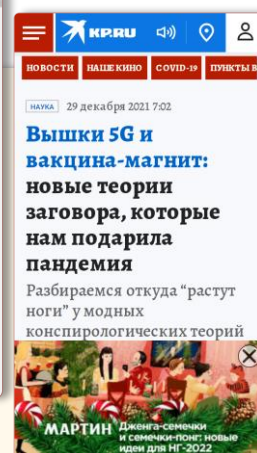 KP.RU
НОВОСТИ НАШЕ КИНО COVID-19 ПУНКТЫ В
НАУКА 29 декабря 2021 7:02
Вышки 5G и
вакцина-магнит:
новые теории
заговора, которые
нам подарила
пандемия
Разбираемся откуда “растут
ноги” у модных
конспирологических теорий
МАРТИН
Дженга-семечки
и семечки-понг: новые
идеи для НГ-2022